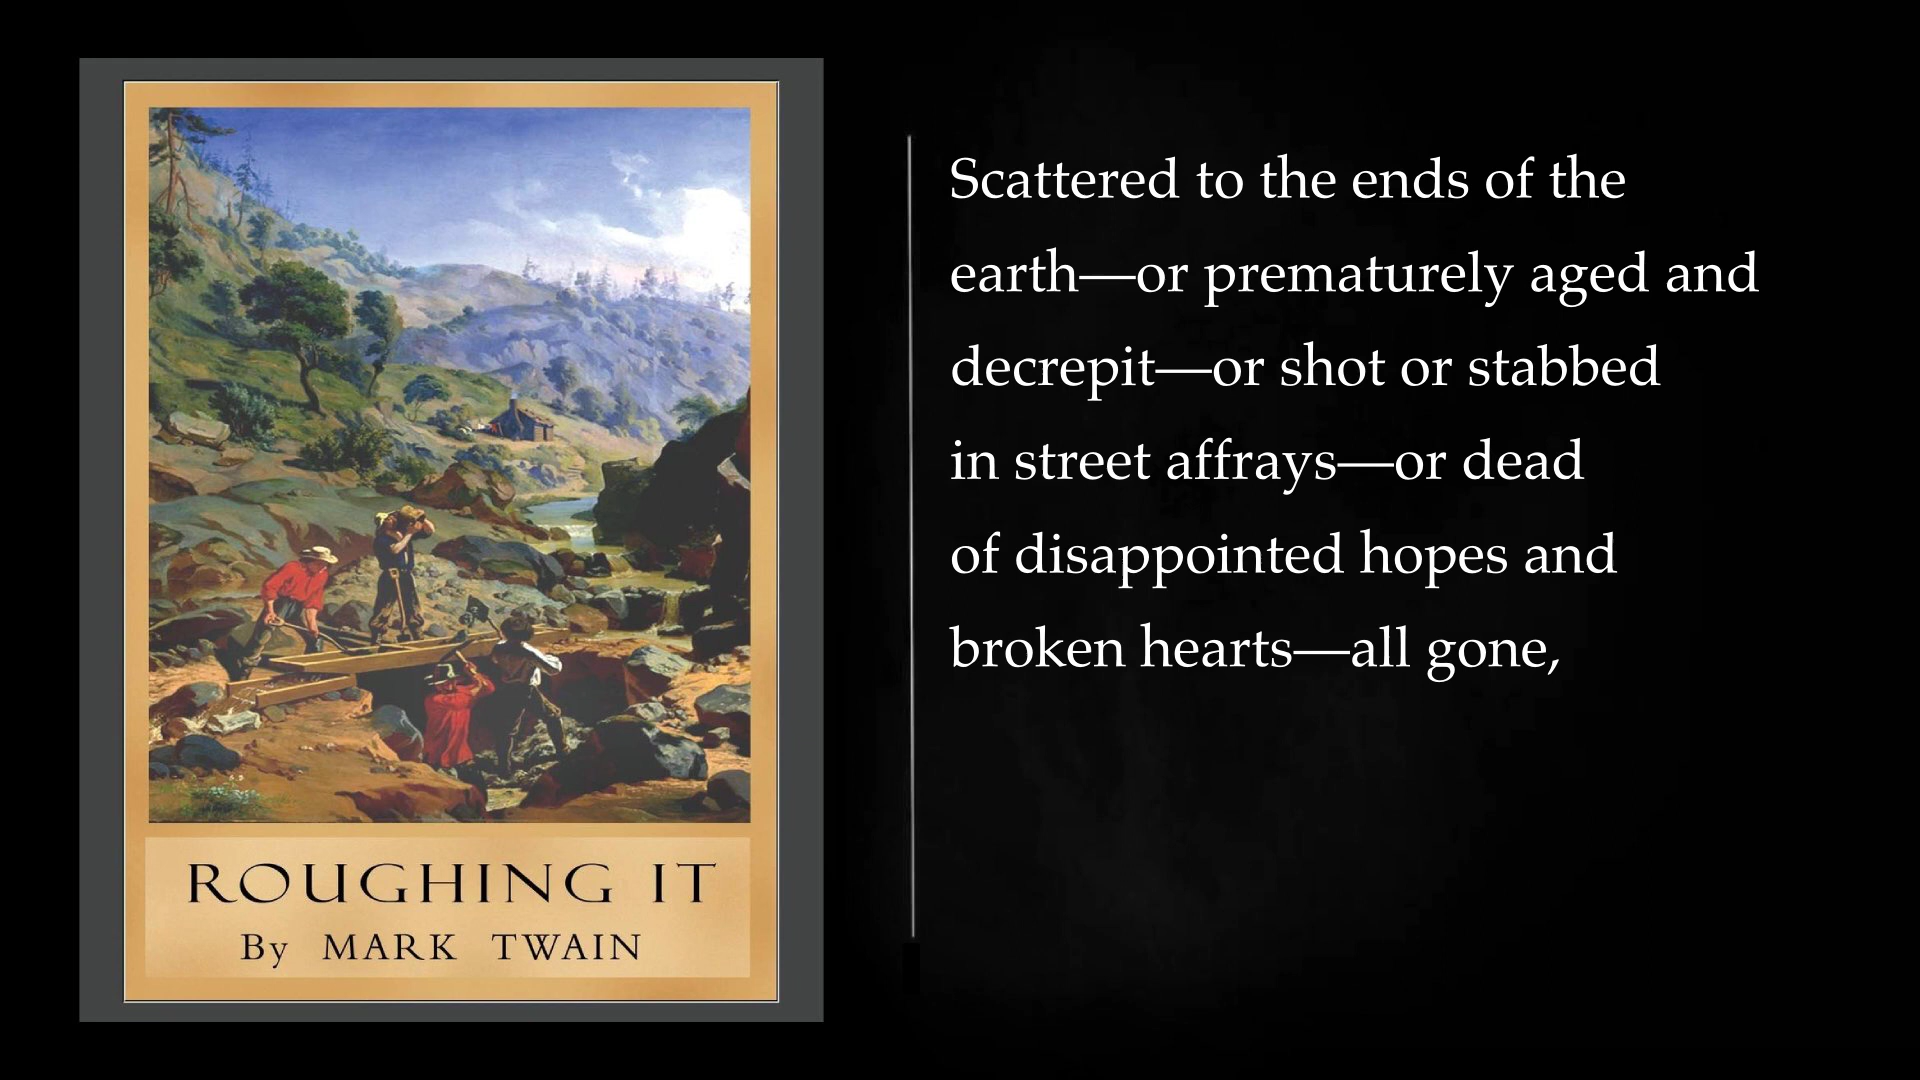 ROUGHING IT
By MARK TWAIN
Scattered to the ends of the
earth—or prematurely aged and
decrepit—or shot or stabbed
in street affrays—or dead
of disappointed hopes and
broken hearts—all gone,